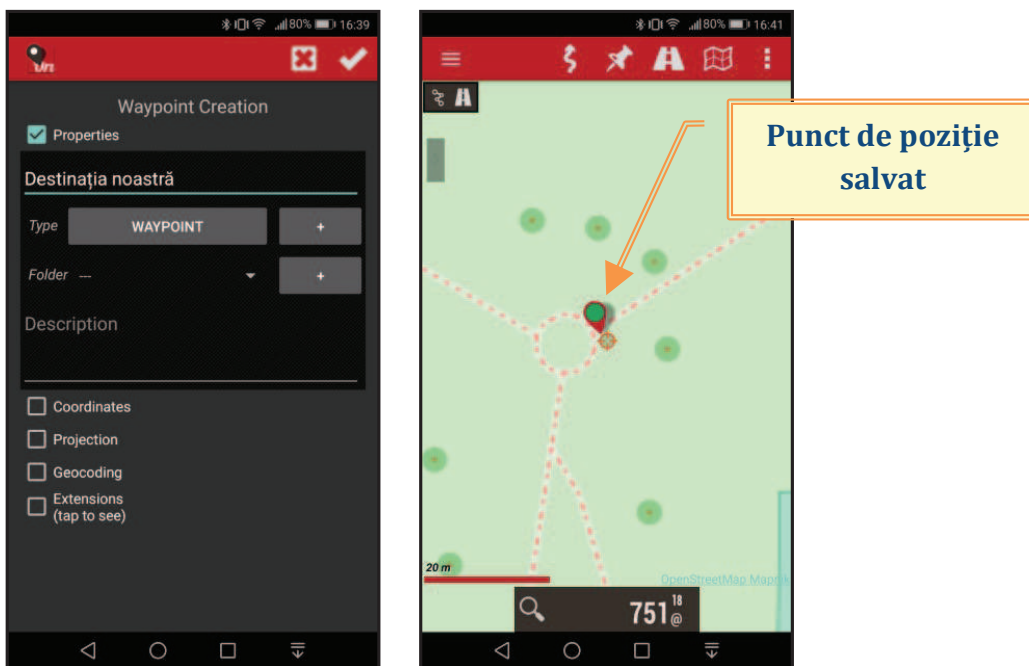 80% 16:39
Waypoint Creation
Properties
Destinația noastră
Type WAYPOINT +
Folder --- +
Description
Coordinates
Projection
Geocoding
Extensions
(tap to see)
80% 16:41
Punct de poziție
salvat
20 m
OpenStreetMap Mapnik
751 18 @